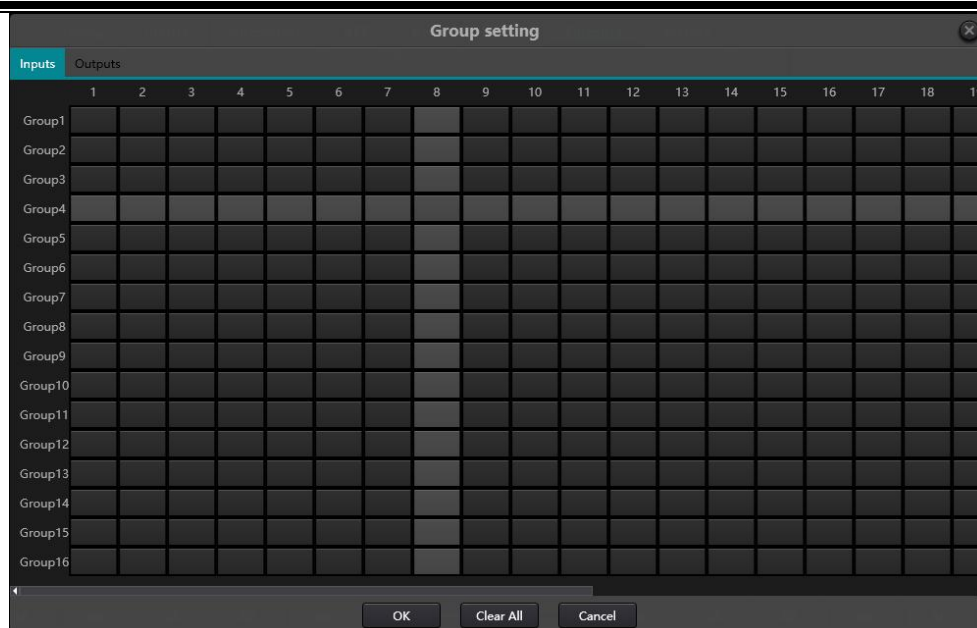 Group setting
Inputs Outputs
1 2 3 4 5 6 7 8 9 10 11 12 13 14 15 16 17 18
Group1
Group2
Group3
Group4
Group5
Group6
Group7
Group8
Group9
Group10
Group11
Group12
Group13
Group14
Group15
Group16
OK Clear All Cancel